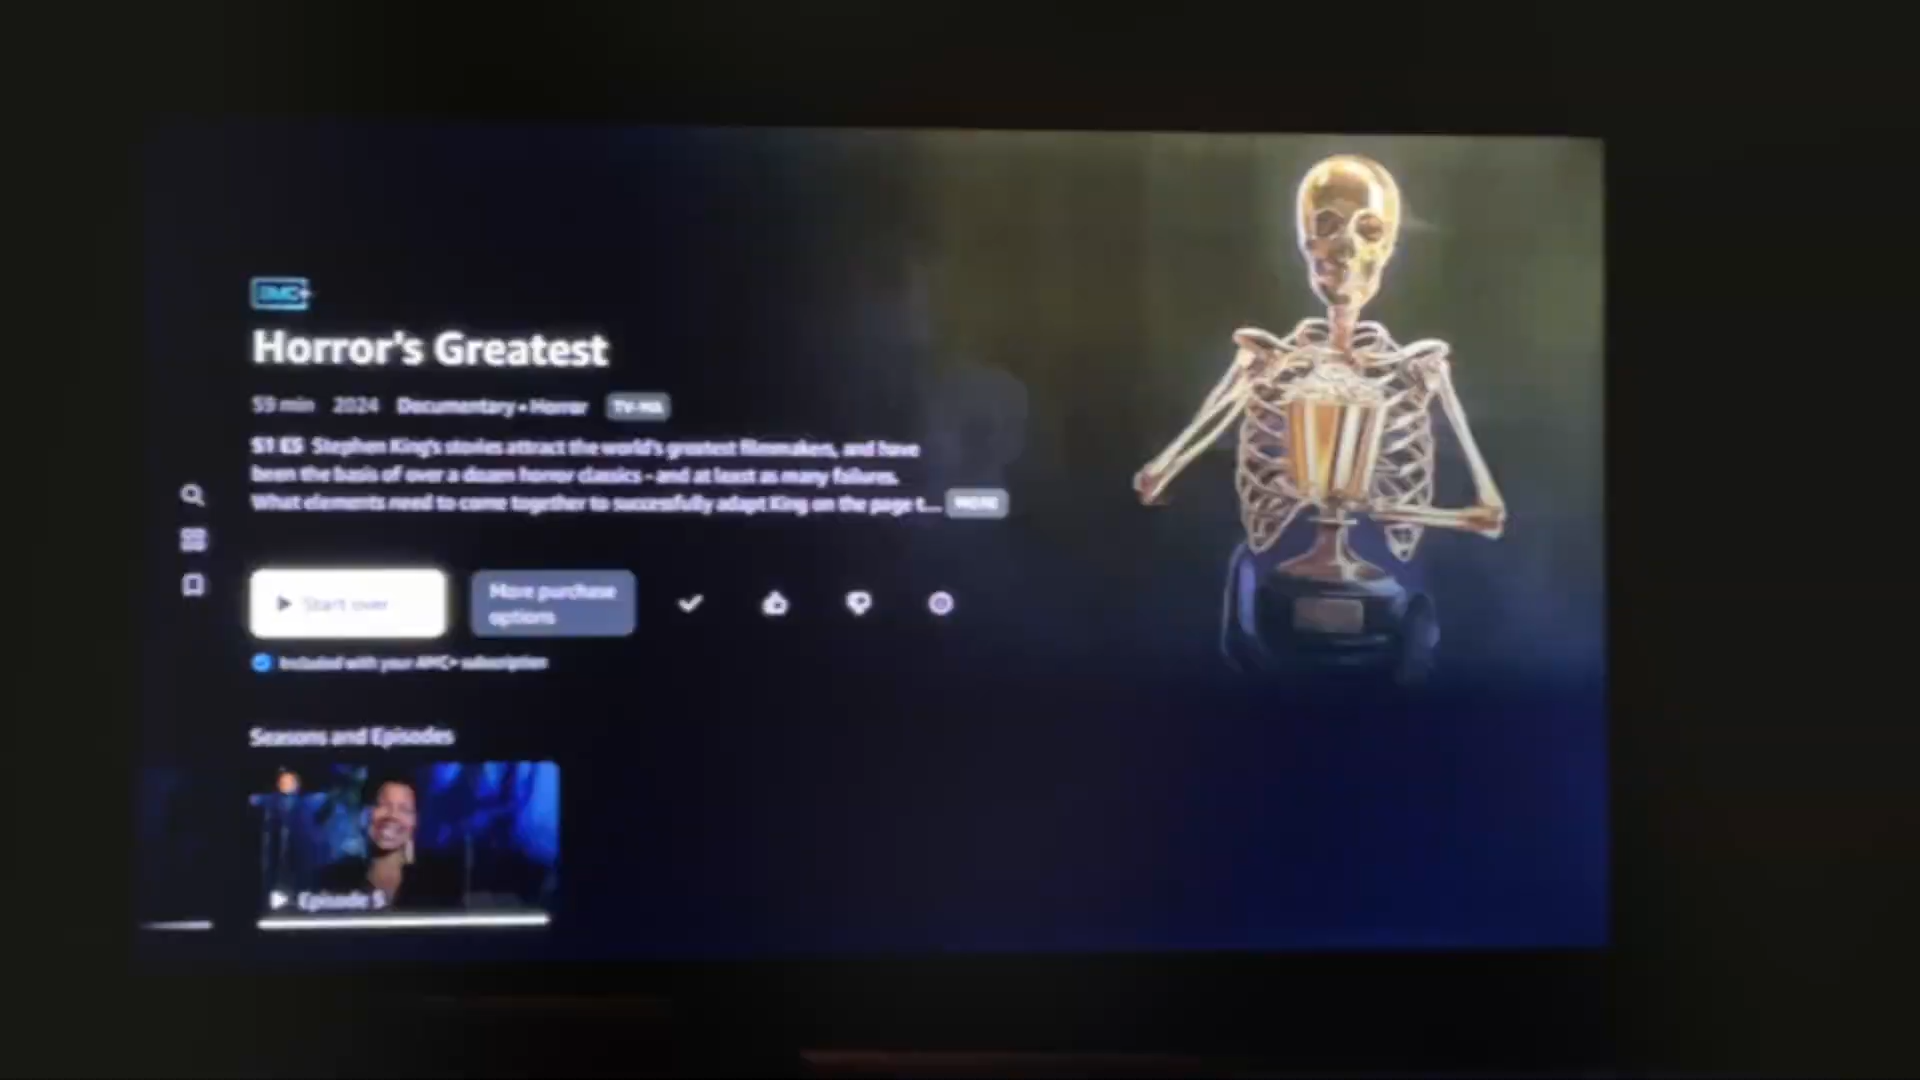 AMC+
Horror's Greatest
59 min 2024 Documentary • Horror TV-MA
S1 E5 Stephen King's stories attract the world's greatest filmmakers, and have
been the basis of over a dozen horror classics - and at least as many failures.
What elements need to come together to successfully adapt King on the page t... MORE
Start over
More purchase
options
Included with your AMC+ subscription
Seasons and Episodes
Episode 5